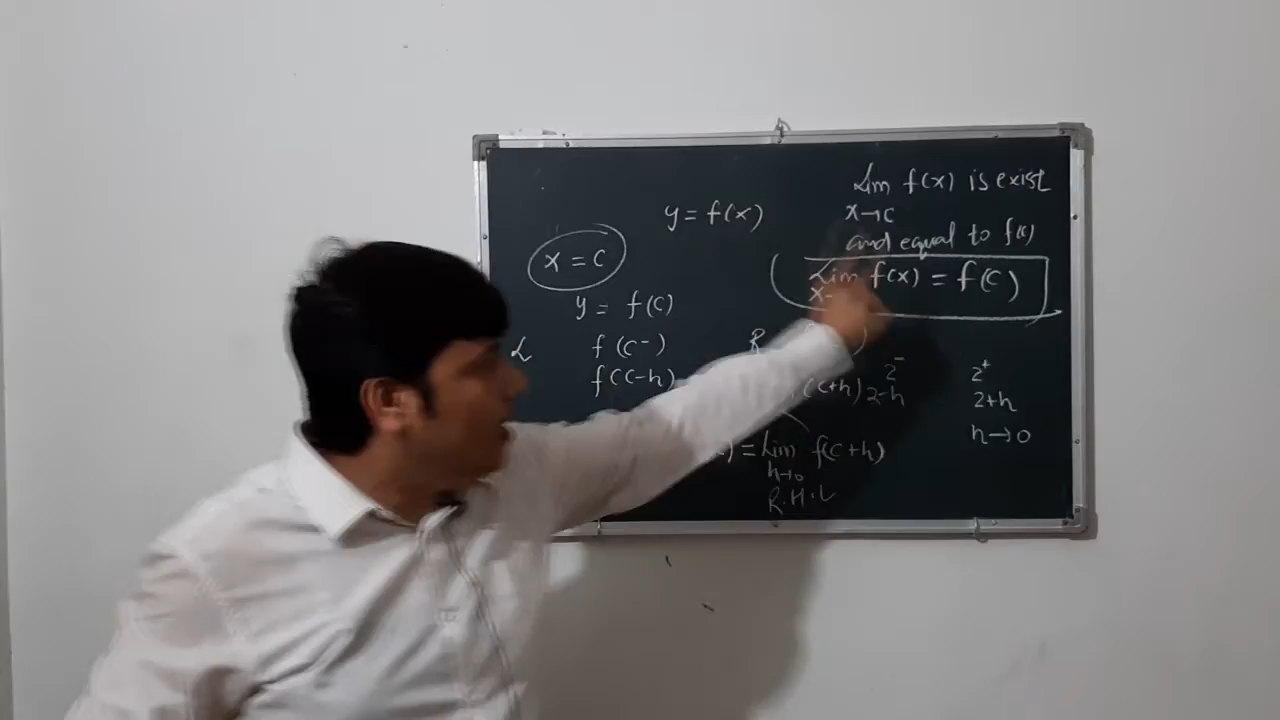 y = f(x)
x = c
y = f(c)
L
f(c-)
f(c-h)
Lim f(x) is exist
x→c
and equal to f(c)
Lim f(x) = f(c)
R
(c+h)
= Lim f(c+h)
h→0
R.H.L
2-
2-h
2+
2+h
h→0